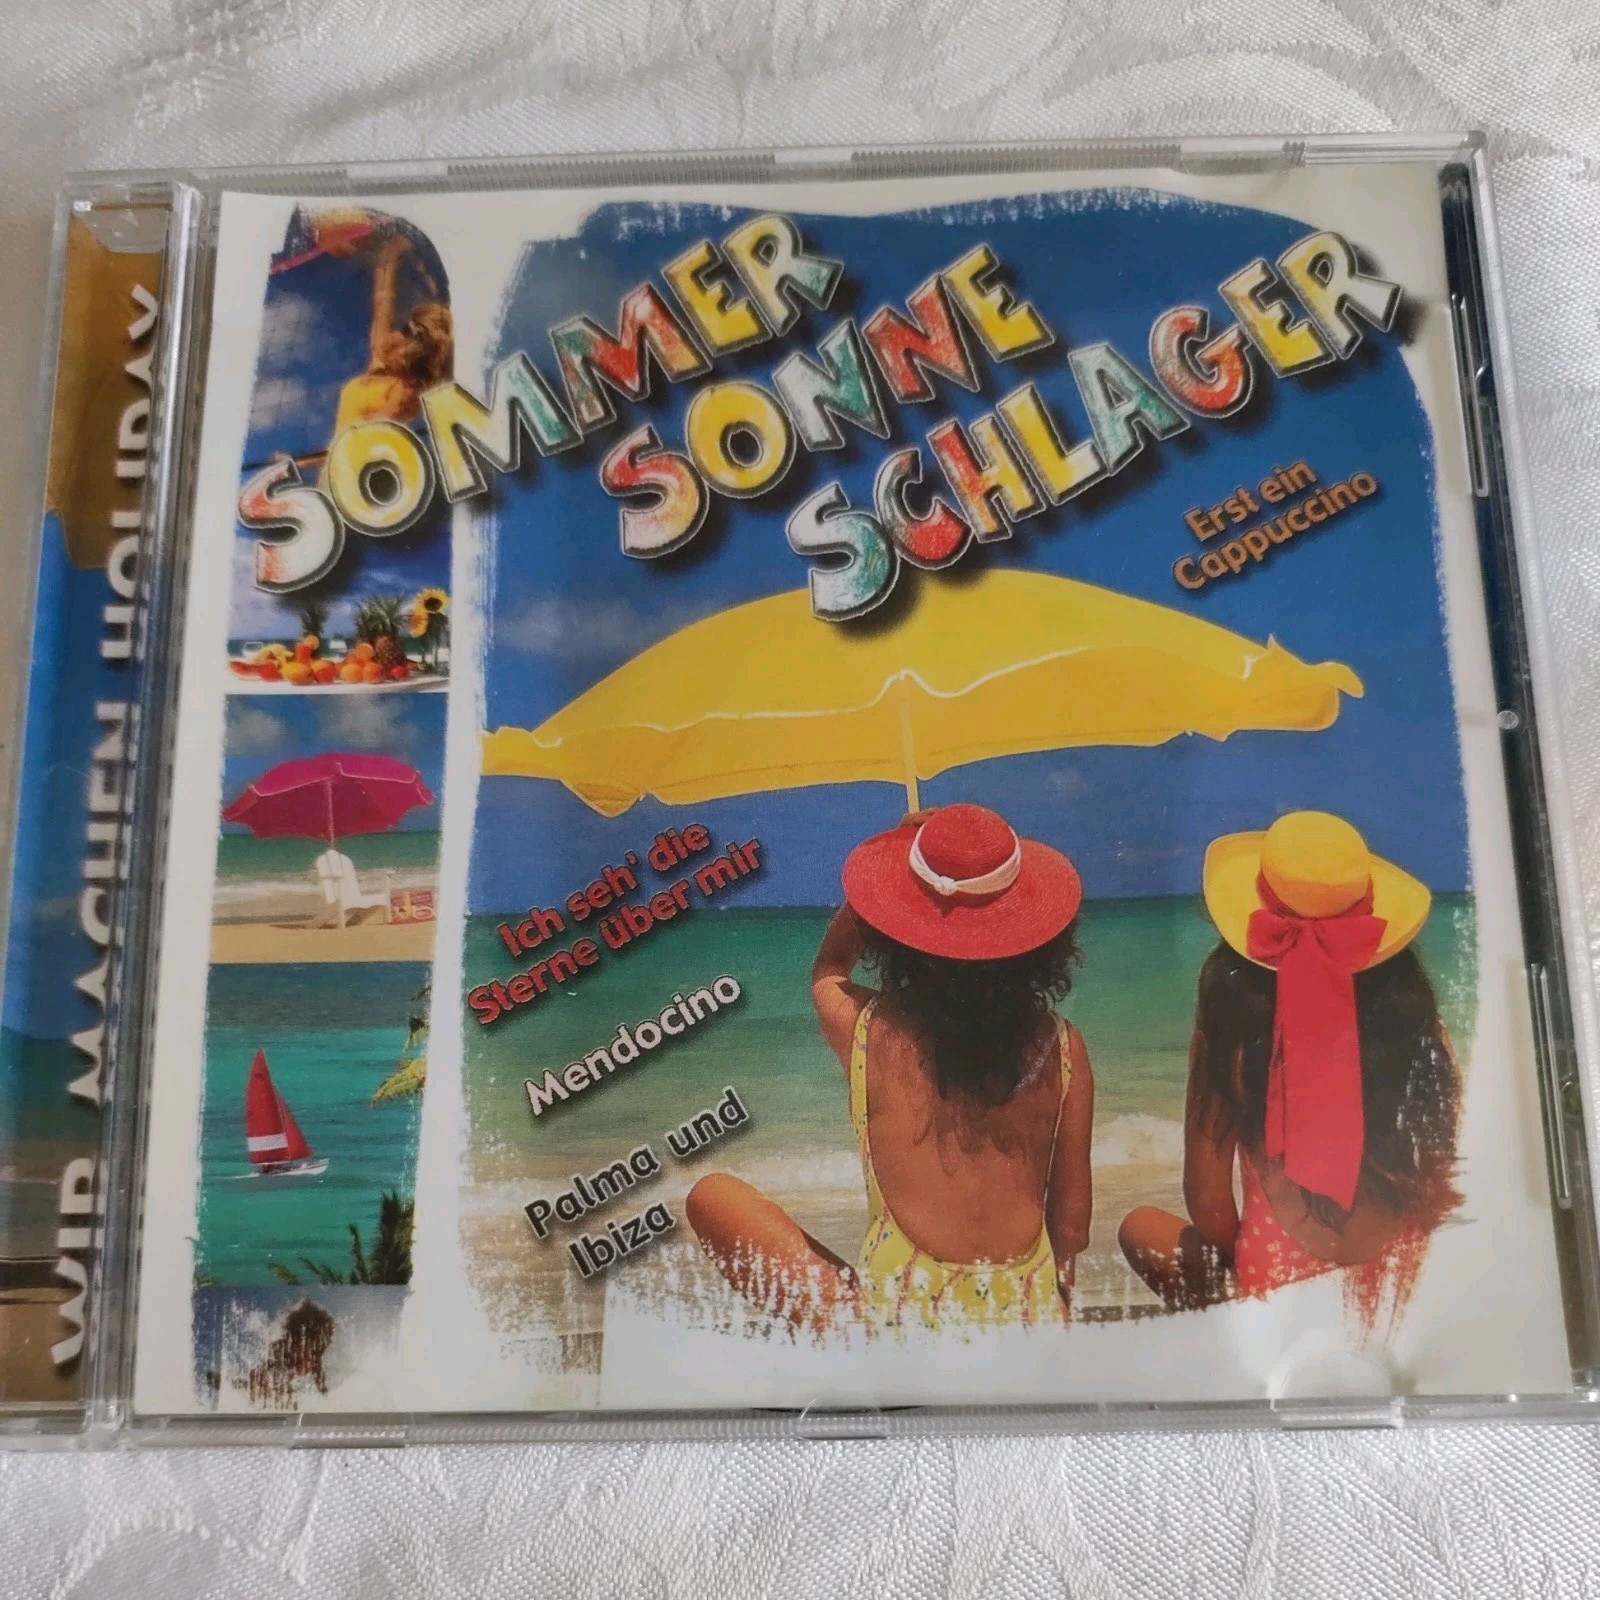 WIR MACHEN HOLIDAY
SOMMER
SONNE
SCHLAGER
Erst ein
Cappuccino
Ich seh' die
Sterne über mir
Mendocino
Palma und
Ibiza